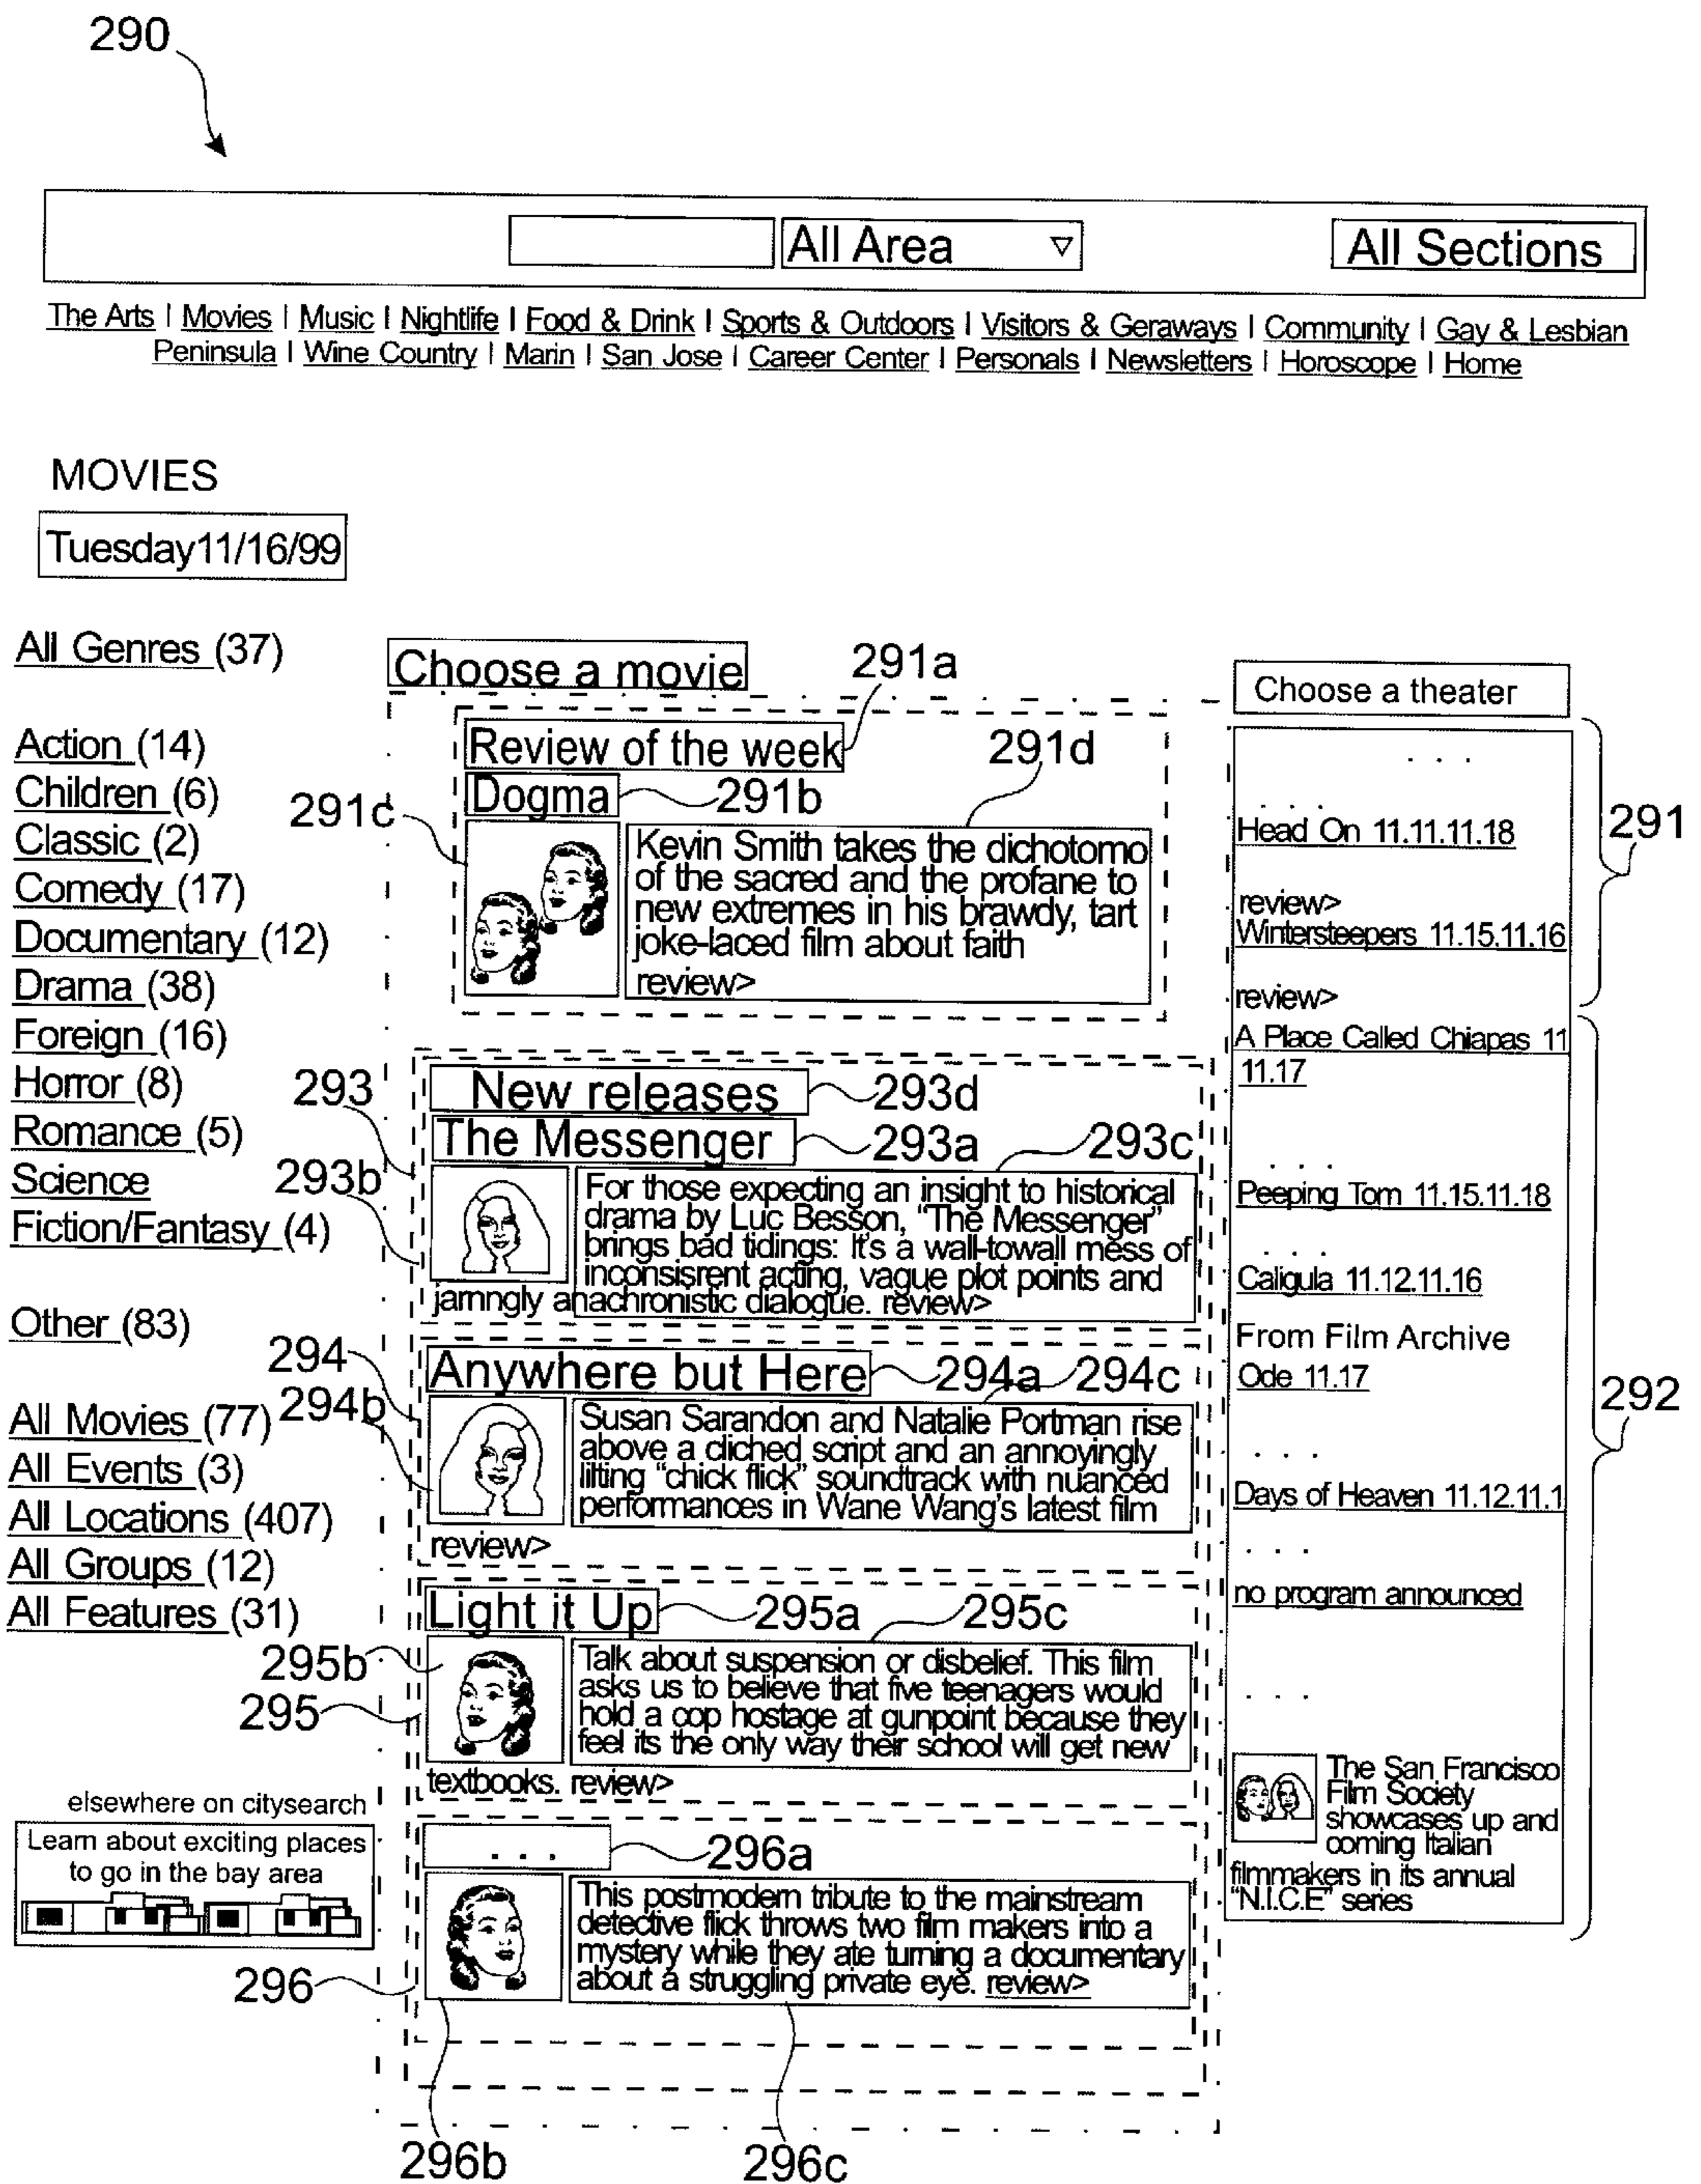 290
All Area
All Sections
The Arts | Movies | Music | Nightlife | Food & Drink | Sports & Outdoors | Visitors & Geraways | Community | Gay & Lesbian
Peninsula | Wine Country | Marin | San Jose | Career Center | Personals | Newsletters | Horoscope | Home
MOVIES
Tuesday11/16/99
All Genres (37)
Action (14)
Children (6)
Classic (2)
Comedy (17)
Documentary (12)
Drama (38)
Foreign (16)
Horror (8)
Romance (5)
Science
Fiction/Fantasy (4)
Other (83)
All Movies (77)
All Events (3)
All Locations (407)
All Groups (12)
All Features (31)
elsewhere on citysearch
Learn about exciting places
to go in the bay area
Choose a movie
291a
Review of the week
291d
Dogma
291b
291c
Kevin Smith takes the dichotomo
of the sacred and the profane to
new extremes in his brawdy, tart
joke-laced film about faith
review>
293
New releases
293d
The Messenger
293a
293c
293b
For those expecting an insight to historical
drama by Luc Besson, "The Messenger"
brings bad tidings: It's a wall-towall mess of
inconsisrent acting, vague plot points and
jamngly anachronistic dialogue. review>
294
Anywhere but Here
294a
294c
294b
Susan Sarandon and Natalie Portman rise
above a cliched script and an annoyingly
lilting "chick flick" soundtrack with nuanced
performances in Wane Wang's latest film
review>
Light it Up
295a
295c
295b
295
Talk about suspension or disbelief. This film
asks us to believe that five teenagers would
hold a cop hostage at gunpoint because they
feel its the only way their school will get new
textbooks. review>
. . .
296a
This postmodern tribute to the mainstream
detective flick throws two film makers into a
mystery while they ate turning a documentary
about a struggling private eye. review>
296
296b
296c
Choose a theater
. . .
. . .
Head On 11.11.11.18
291
review>
Wintersteepers 11.15.11.16
review>
A Place Called Chiapas 11
11.17
. . .
Peeping Tom 11.15.11.18
. . .
Caligula 11.12.11.16
From Film Archive
Ode 11.17
292
. . .
Days of Heaven 11.12.11.1
. . .
no program announced
. . .
The San Francisco
Film Society
showcases up and
coming Italian
filmmakers in its annual
"N.I.C.E" series